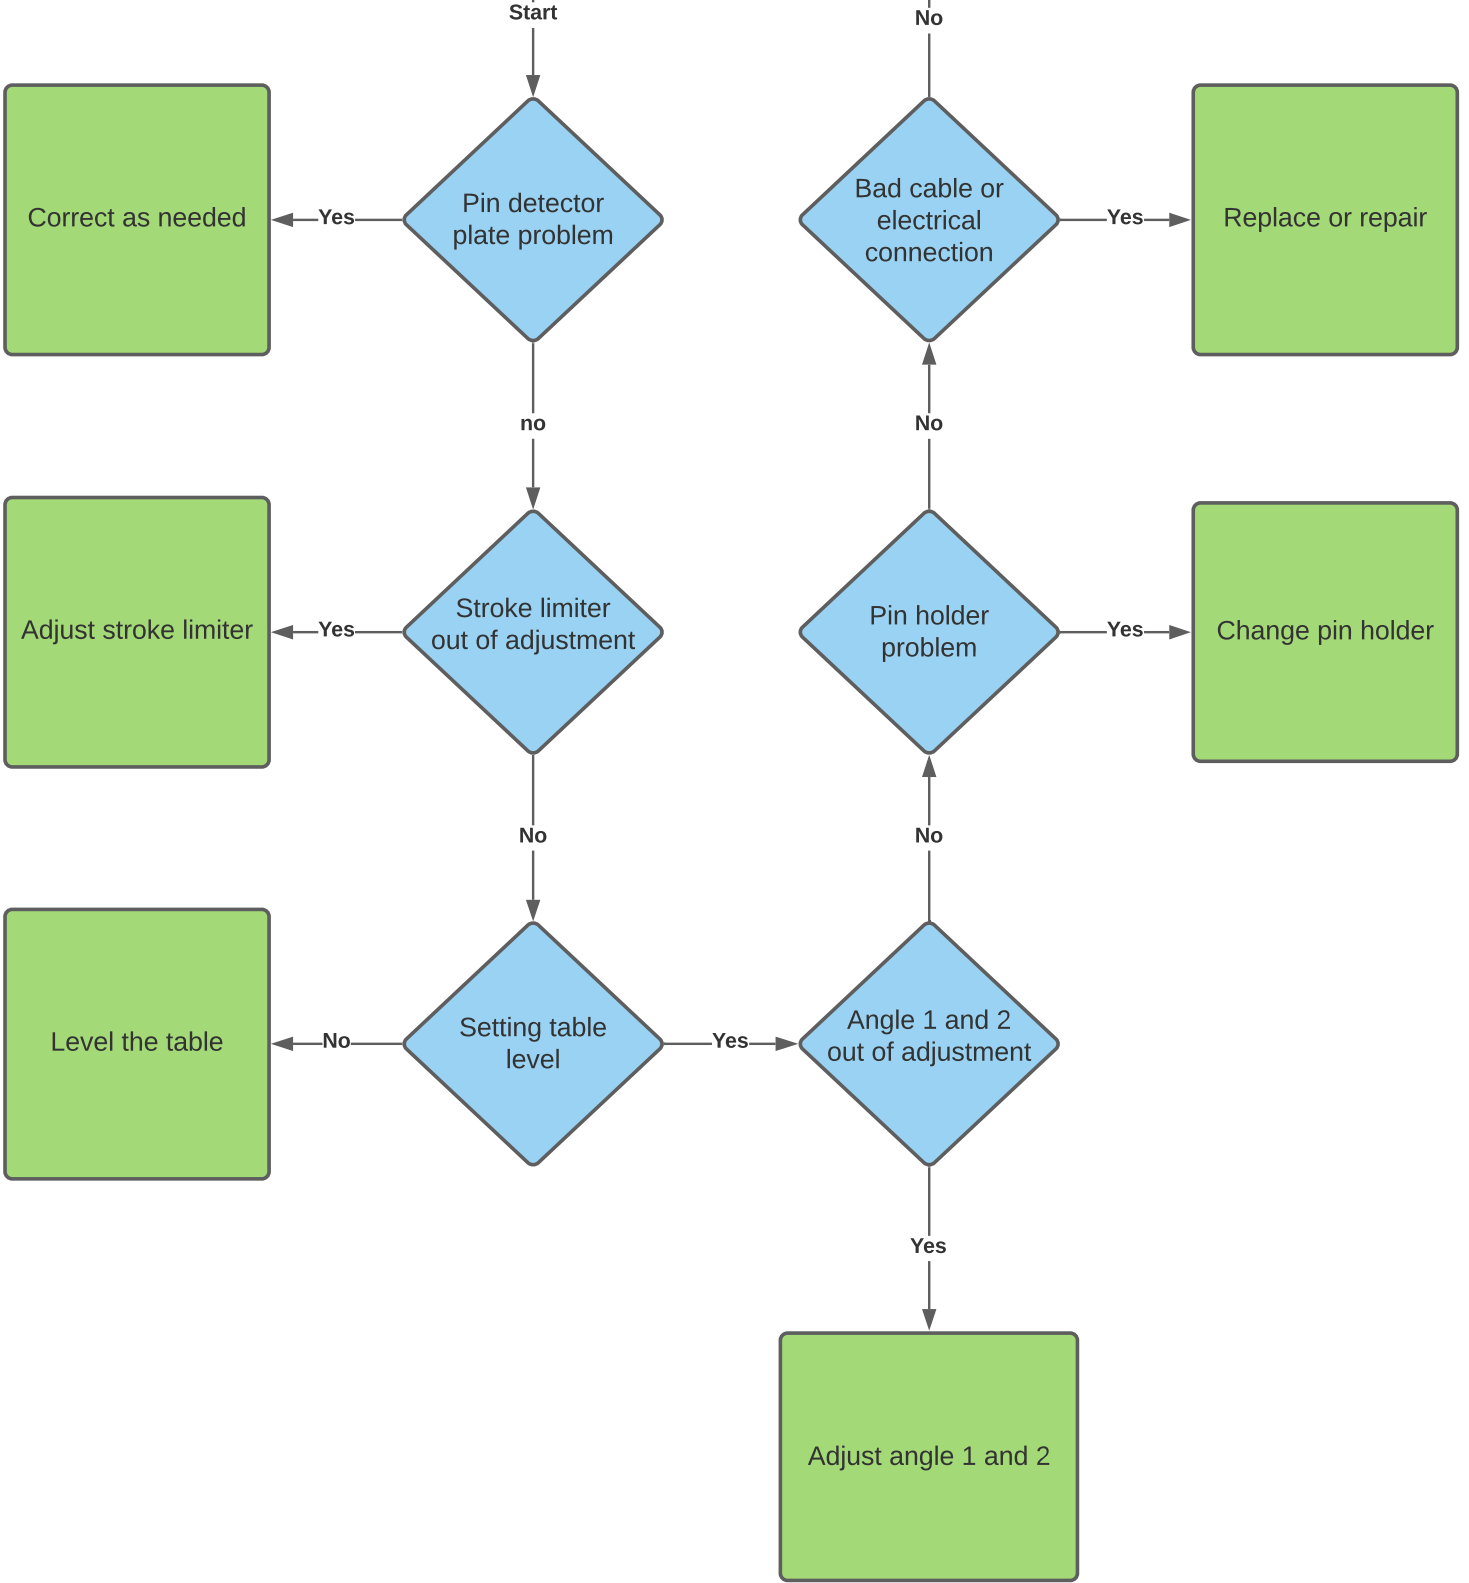 Start
No
Correct as needed
Yes
Pin detector
plate problem
Bad cable or
electrical
connection
Yes
Replace or repair
no
No
Adjust stroke limiter
Yes
Stroke limiter
out of adjustment
Pin holder
problem
Yes
Change pin holder
No
No
Level the table
No
Setting table
level
Yes
Angle 1 and 2
out of adjustment
Yes
Adjust angle 1 and 2